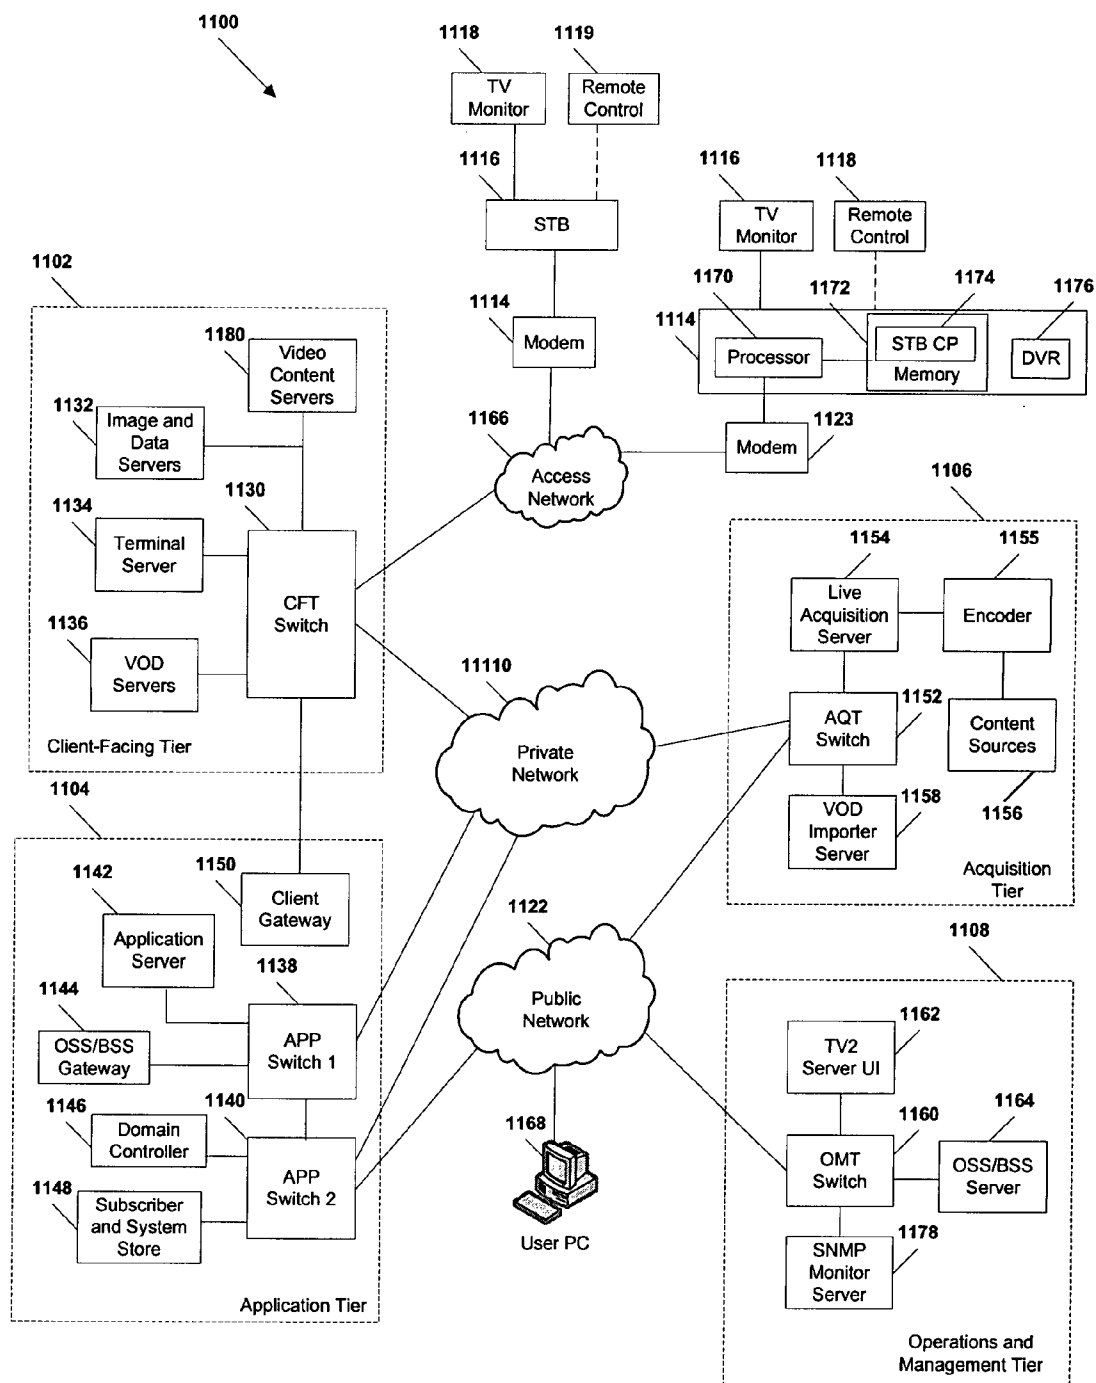 1100
1118
1119
TV
Monitor
Remote
Control
1116
STB
1116
1118
TV
Monitor
Remote
Control
1102
1170
1172
1174
1176
1114
1114
Modem
Processor
STB CP
Memory
DVR
1180
Video
Content
Servers
1132
Image and
Data
Servers
1166
Access
Network
Modem
1123
1106
1130
1134
Terminal
Server
CFT
Switch
1154
1155
Live
Acquisition
Server
Encoder
1136
VOD
Servers
11110
Private
Network
AQT
Switch
1152
Content
Sources
1156
Client-Facing Tier
1104
VOD
Importer
Server
1158
Acquisition
Tier
1142
1150
Client
Gateway
Application
Server
1122
1108
1138
Public
Network
1144
OSS/BSS
Gateway
APP
Switch 1
TV2
Server UI
1162
1146
Domain
Controller
1140
APP
Switch 2
1168
User PC
1160
1164
OMT
Switch
OSS/BSS
Server
1148
Subscriber
and System
Store
SNMP
Monitor
Server
1178
Application Tier
Operations and
Management Tier